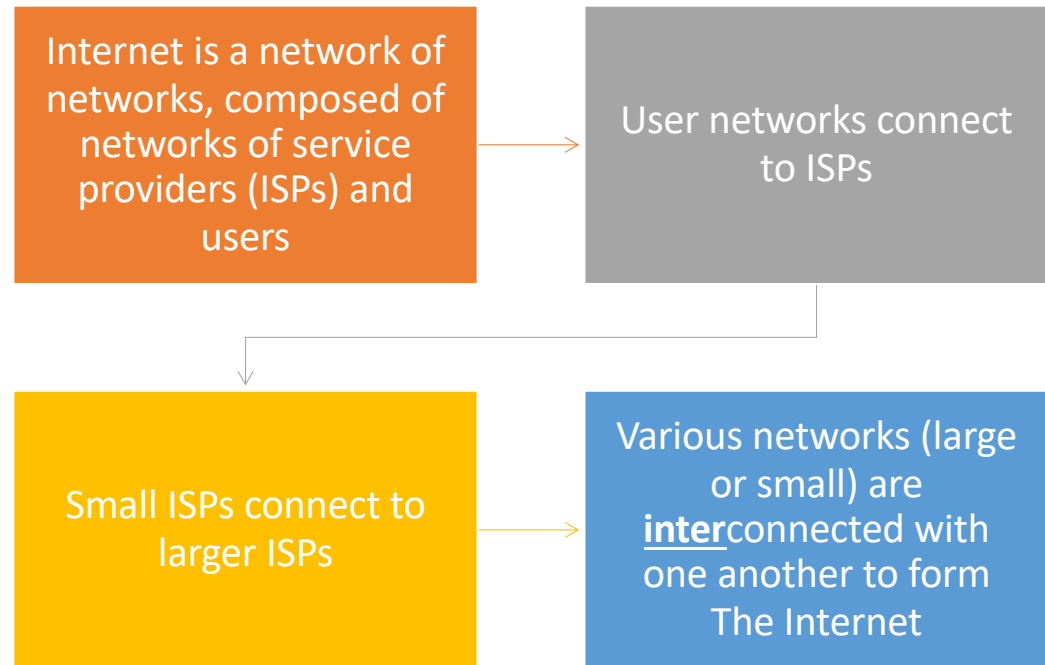 Internet is a network of
networks, composed of
networks of service
providers (ISPs) and
users
User networks connect
to ISPs
Small ISPs connect to
larger ISPs
Various networks (large
or small) are
interconnected with
one another to form
The Internet